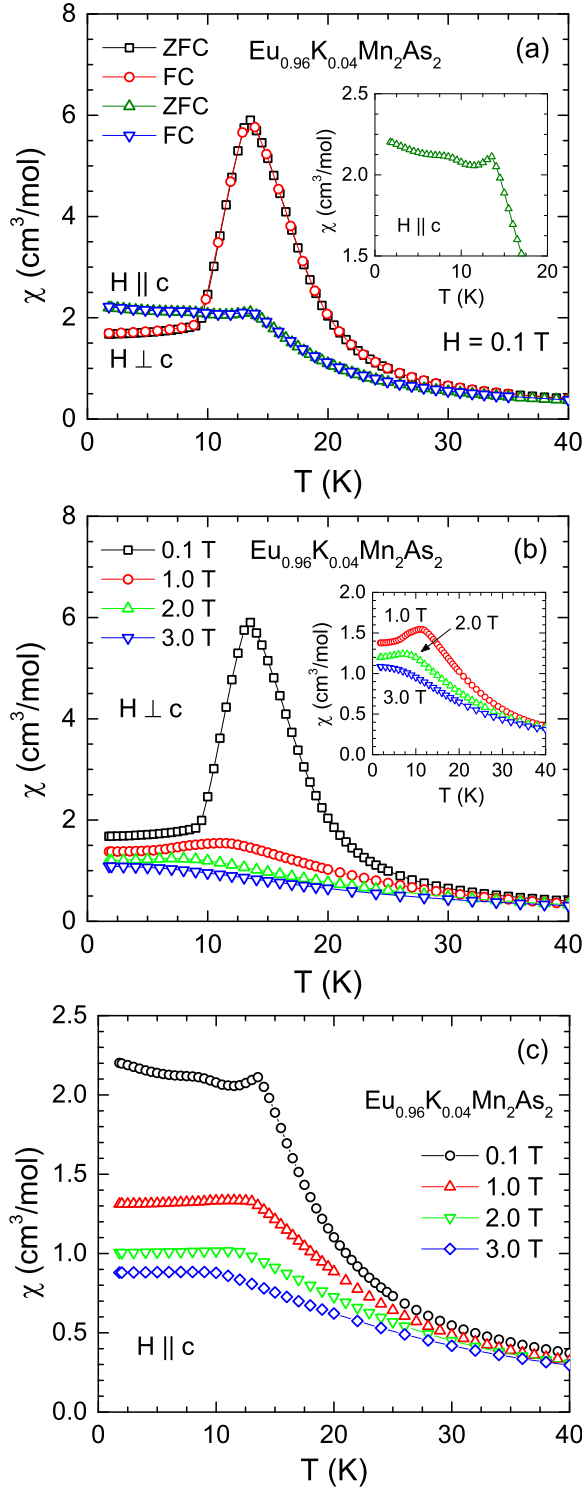 8
6
4
2
0
χ (cm³/mol)
ZFC
FC
ZFC
FC
Eu₀.₉₆K₀.₀₄Mn₂As₂
(a)
2.5
2.0
1.5
χ (cm³/mol)
H || c
0 5 10 15 20
T (K)
H || c
H ⊥ c
H = 0.1 T
0 10 20 30 40
T (K)
8
6
4
2
0
χ (cm³/mol)
0.1 T
1.0 T
2.0 T
3.0 T
Eu₀.₉₆K₀.₀₄Mn₂As₂
(b)
H ⊥ c
2.0
1.5
1.0
0.5
0.0
χ (cm³/mol)
1.0 T
2.0 T
3.0 T
0 10 20 30 40
T (K)
0 10 20 30 40
T (K)
2.5
2.0
1.5
1.0
0.5
0.0
χ (cm³/mol)
(c)
Eu₀.₉₆K₀.₀₄Mn₂As₂
0.1 T
1.0 T
2.0 T
3.0 T
H || c
0 10 20 30 40
T (K)